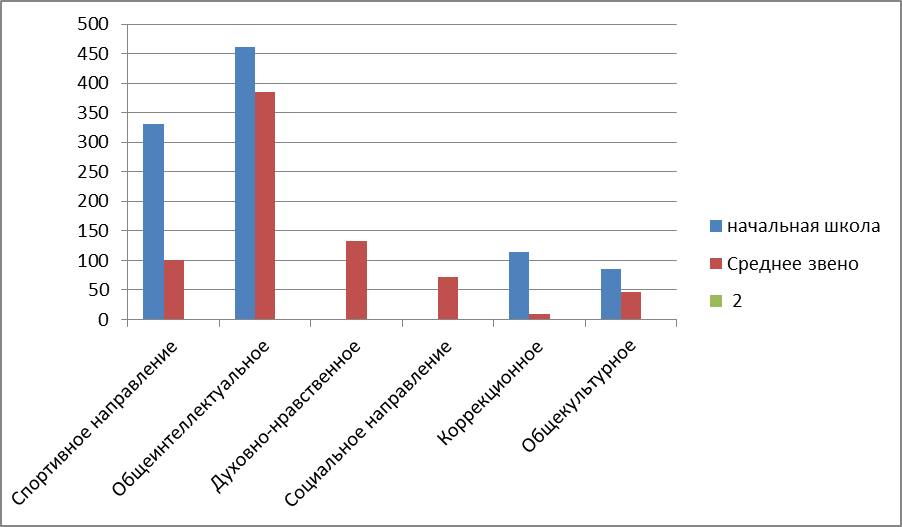 500
450
400
350
300
250
200
150
100
50
0
Спортивное направление
Общеинтеллектуальное
Духовно-нравственное
Социальное направление
Коррекционное
Общекультурное
начальная школа
Среднее звено
2